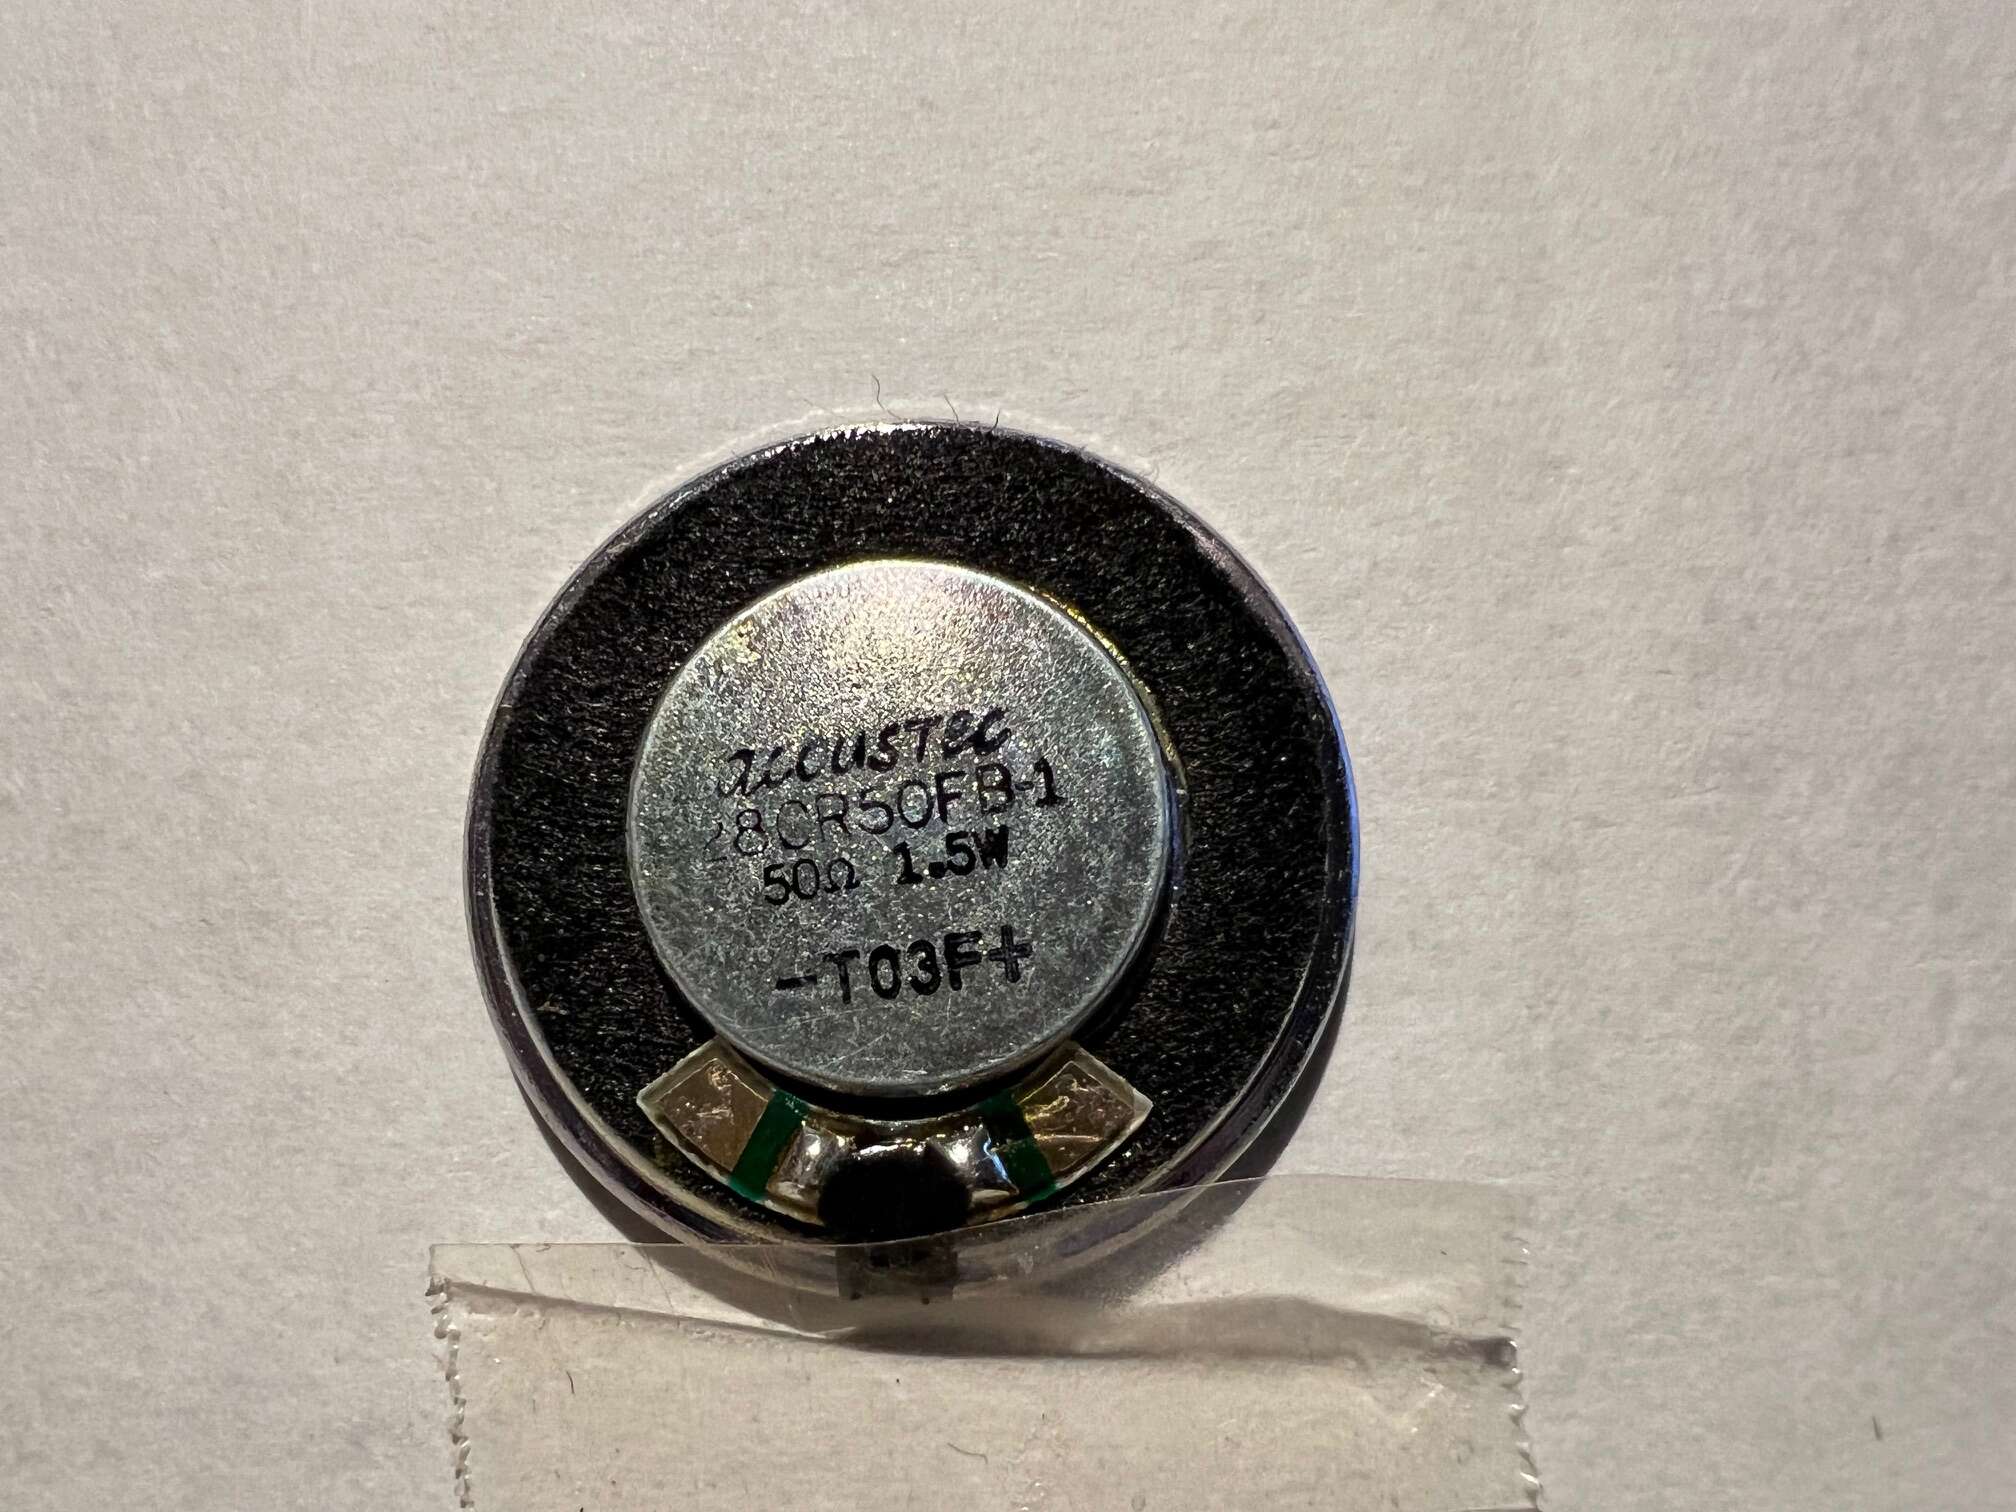 accustec
28CR50FB-1
50Ω 1.5W
-T03F+